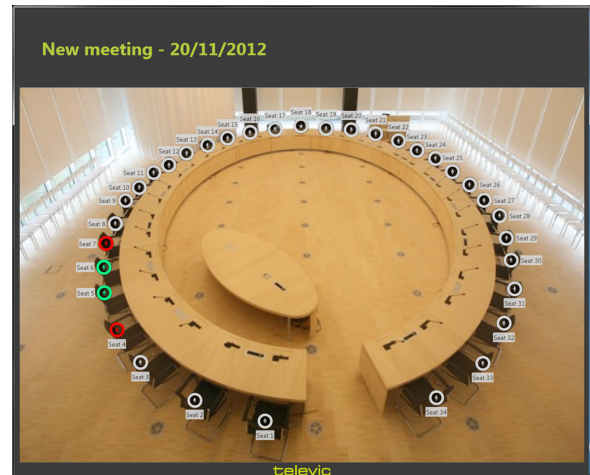 New meeting - 20/11/2012
Seat 18
Seat 17
Seat 19
Seat 16
Seat 20
Seat 15
Seat 21
Seat 14
Seat 22
Seat 13
Seat 23
Seat 12
Seat 24
Seat 11
Seat 25
Seat 10
Seat 26
Seat 9
Seat 27
Seat 8
Seat 28
Seat 7
Seat 29
Seat 6
Seat 30
Seat 5
Seat 31
Seat 4
Seat 32
Seat 3
Seat 33
Seat 2
Seat 34
Seat 1
televic